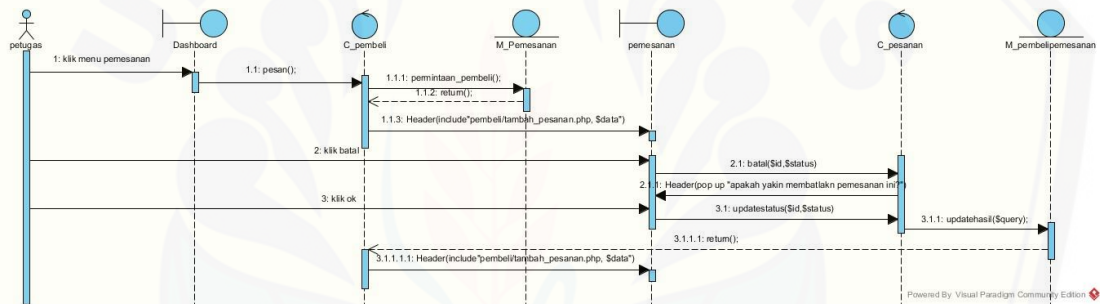 petugas
Dashboard
C_pembeli
M_Pemesanan
pemesanan
C_pesanan
M_pembelipemesanan
1: klik menu pemesanan
1.1: pesan();
1.1.1: permintaan_pembeli();
1.1.2: return();
1.1.3: Header(include"pembeli/tambah_pesanan.php, $data")
2: klik batal
2.1: batal($id,$status)
2.1.1: Header(pop up "apakah yakin membatlakn pemesanan ini?")
3: klik ok
3.1: updatestatus($id,$status)
3.1.1: updatehasil($query);
3.1.1.1: return();
3.1.1.1.1: Header(include"pembeli/tambah_pesanan.php, $data")
Powered By Visual Paradigm Community Edition